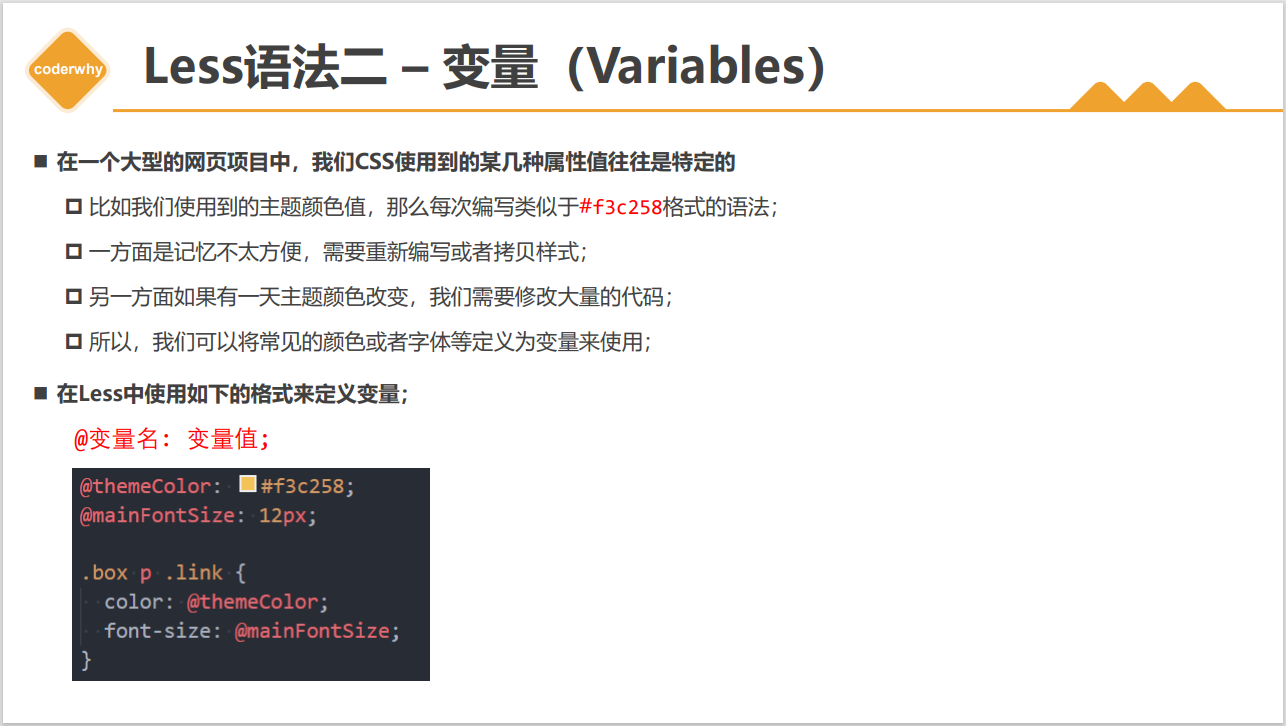 coderwhy
Less语法二 – 变量（Variables）
■ 在一个大型的网页项目中，我们CSS使用到的某几种属性值往往是特定的
比如我们使用到的主题颜色值，那么每次编写类似于#f3c258格式的语法；
一方面是记忆不太方便，需要重新编写或者拷贝样式；
另一方面如果有一天主题颜色改变，我们需要修改大量的代码；
所以，我们可以将常见的颜色或者字体等定义为变量来使用；
■ 在Less中使用如下的格式来定义变量；
@变量名: 变量值;
@themeColor: #f3c258;
@mainFontSize: 12px;
.box p .link {
color: @themeColor;
font-size: @mainFontSize;
}